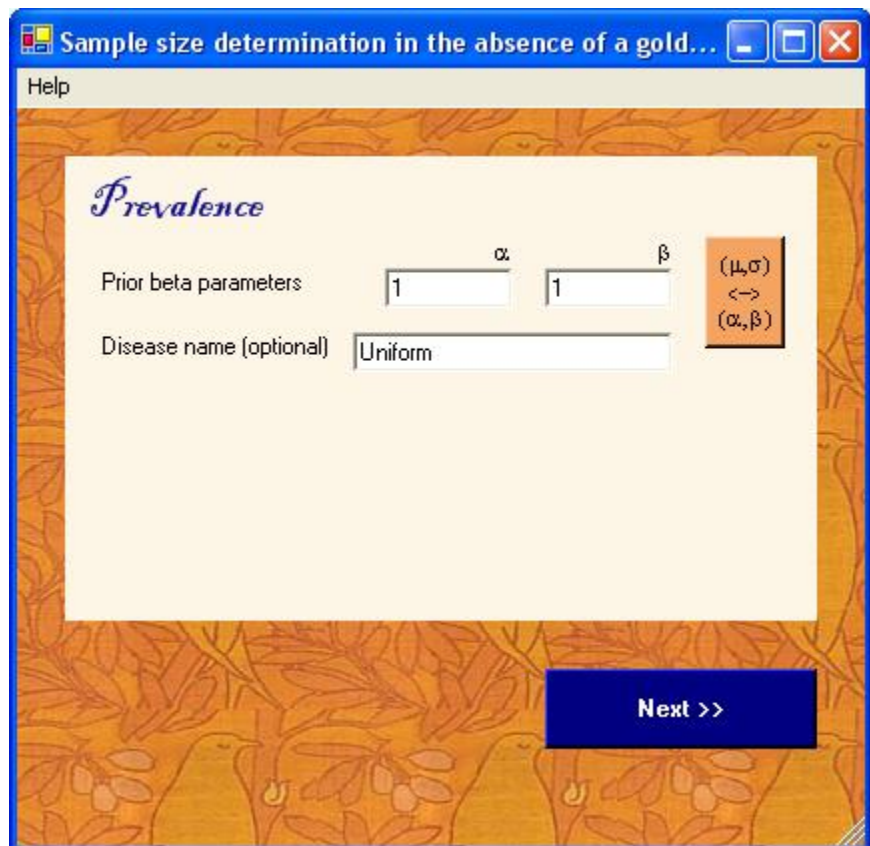 Sample size determination in the absence of a gold...
Help
Prevalence
α β
Prior beta parameters 1 1
(μ,σ)
<-->
(α,β)
Disease name (optional) Uniform
Next >>